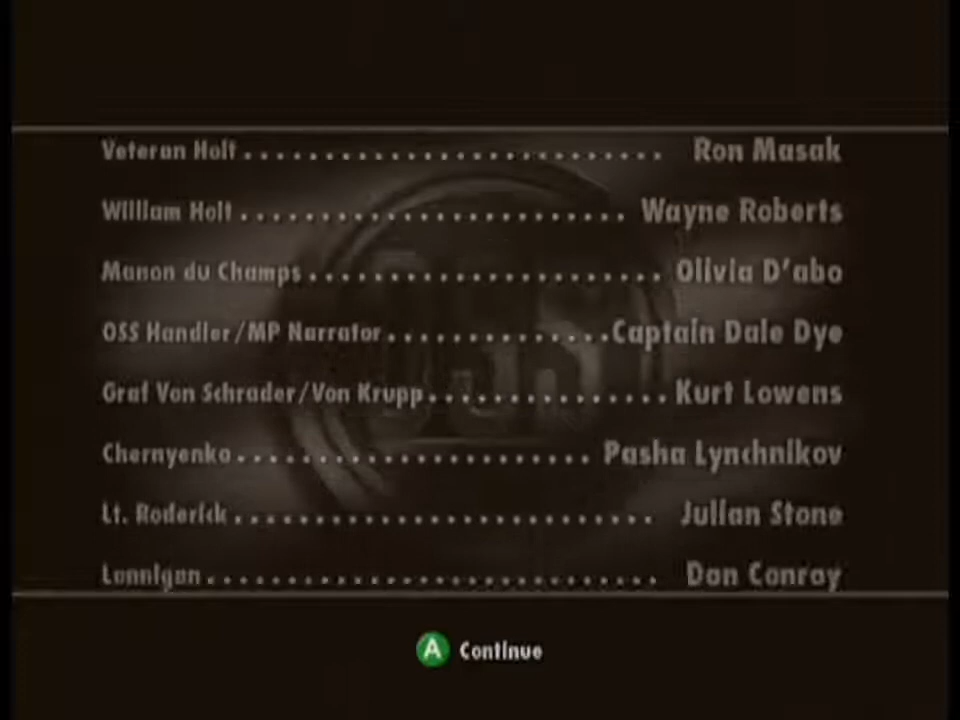 Veteran Holt........................... Ron Masak
William Holt......................... Wayne Roberts
Manon du Champs...................... Olivia D'abo
OSS Handler/MP Narrator..............Captain Dale Dye
Graf Von Schrader/Von Krupp............... Kurt Lowens
Chernyenko...................... Pasha Lynchnikov
Lt. Roderick.......................... Julian Stone
Lannigan............................ Dan Conroy
A Continue